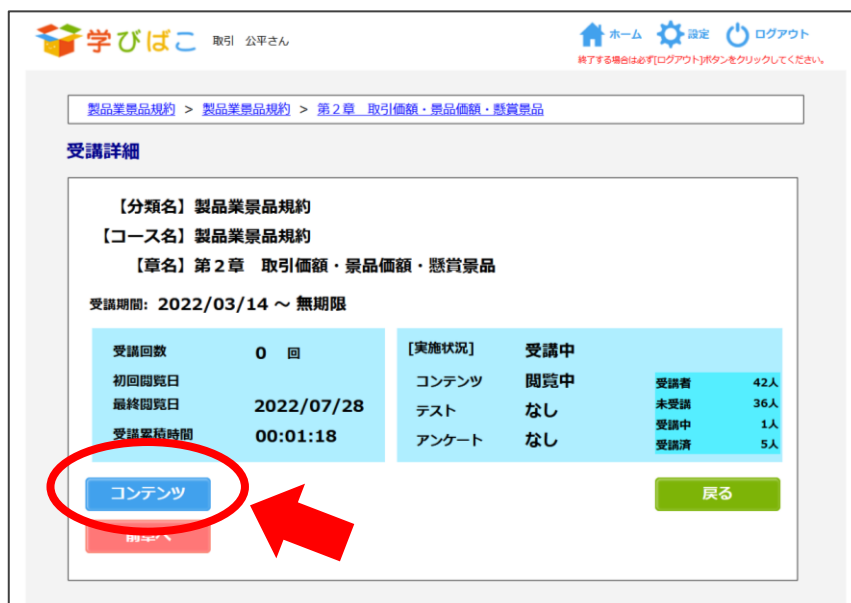 学びばこ 取引 公平さん
ホーム 設定 ログアウト
終了する場合は必ず[ログアウト]ボタンをクリックしてください。
製品業景品規約 > 製品業景品規約 > 第2章 取引価額・景品価額・懸賞景品
受講詳細
【分類名】製品業景品規約
【コース名】製品業景品規約
【章名】第2章 取引価額・景品価額・懸賞景品
受講期間: 2022/03/14 ～ 無期限
受講回数 0 回
初回閲覧日
最終閲覧日 2022/07/28
受講累積時間 00:01:18
[実施状況] 受講中
コンテンツ 閲覧中
テスト なし
アンケート なし
受講者 42人
未受講 36人
受講中 1人
受講済 5人
コンテンツ
戻る
前章へ